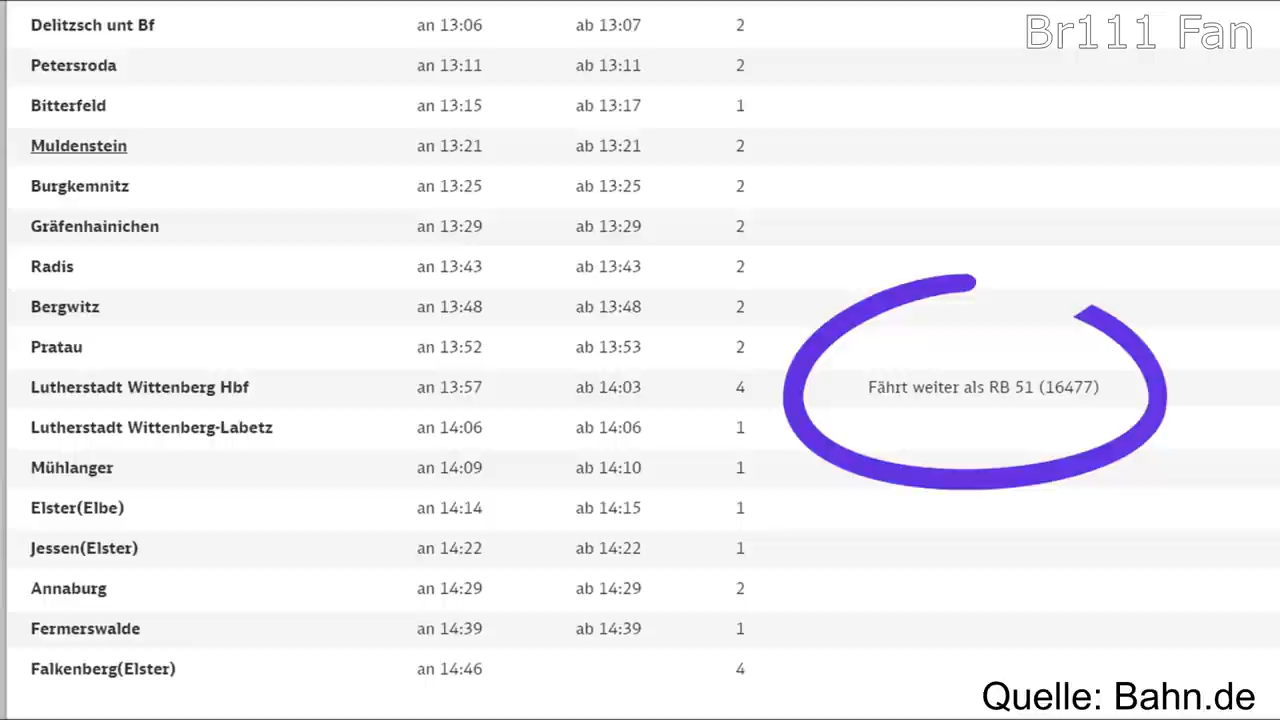 Br111 Fan
Delitzsch unt Bf an 13:06 ab 13:07 2
Petersroda an 13:11 ab 13:11 2
Bitterfeld an 13:15 ab 13:17 1
Muldenstein an 13:21 ab 13:21 2
Burgkemnitz an 13:25 ab 13:25 2
Gräfenhainichen an 13:29 ab 13:29 2
Radis an 13:43 ab 13:43 2
Bergwitz an 13:48 ab 13:48 2
Pratau an 13:52 ab 13:53 2
Lutherstadt Wittenberg Hbf an 13:57 ab 14:03 4 Fährt weiter als RB 51 (16477)
Lutherstadt Wittenberg-Labetz an 14:06 ab 14:06 1
Mühlanger an 14:09 ab 14:10 1
Elster(Elbe) an 14:14 ab 14:15 1
Jessen(Elster) an 14:22 ab 14:22 1
Annaburg an 14:29 ab 14:29 2
Fermerswalde an 14:39 ab 14:39 1
Falkenberg(Elster) an 14:46 4
Quelle: Bahn.de